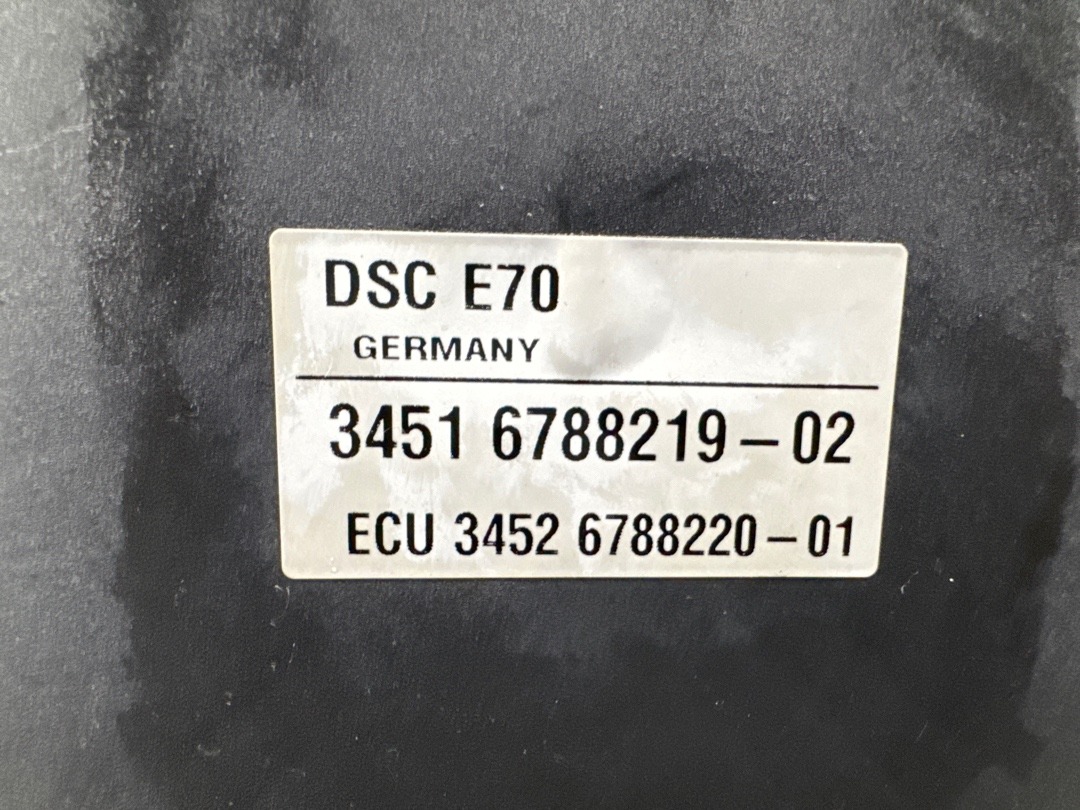 DSC E70
GERMANY
3451 6788219-02
ECU 3452 6788220-01